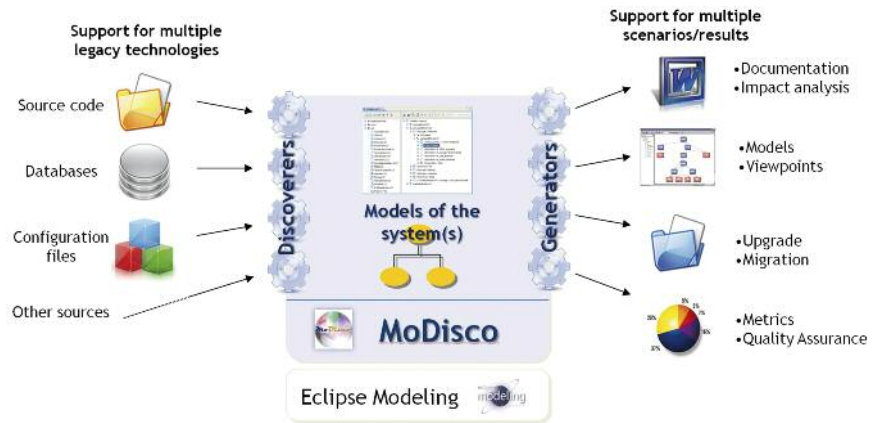 Support for multiple
legacy technologies
Source code
Databases
Configuration
files
Other sources
Discoverers
Models of the
system(s)
Generators
MoDisco
Eclipse Modeling
modeling
Support for multiple
scenarios/results
•Documentation
•Impact analysis
•Models
•Viewpoints
•Upgrade
•Migration
•Metrics
•Quality Assurance